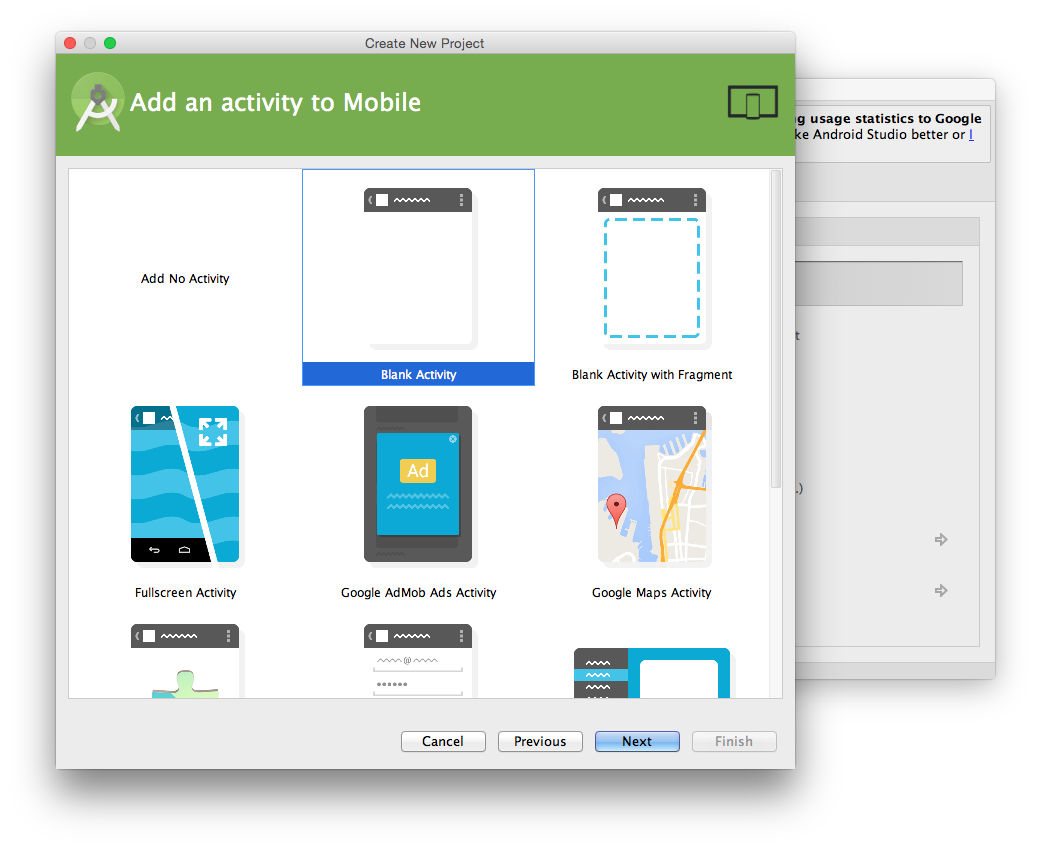 Create New Project
Add an activity to Mobile
g usage statistics to Google
ke Android Studio better or I
Add No Activity
Blank Activity
Blank Activity with Fragment
t
Ad
.)
Fullscreen Activity
Google AdMob Ads Activity
Google Maps Activity
@
Cancel
Previous
Next
Finish